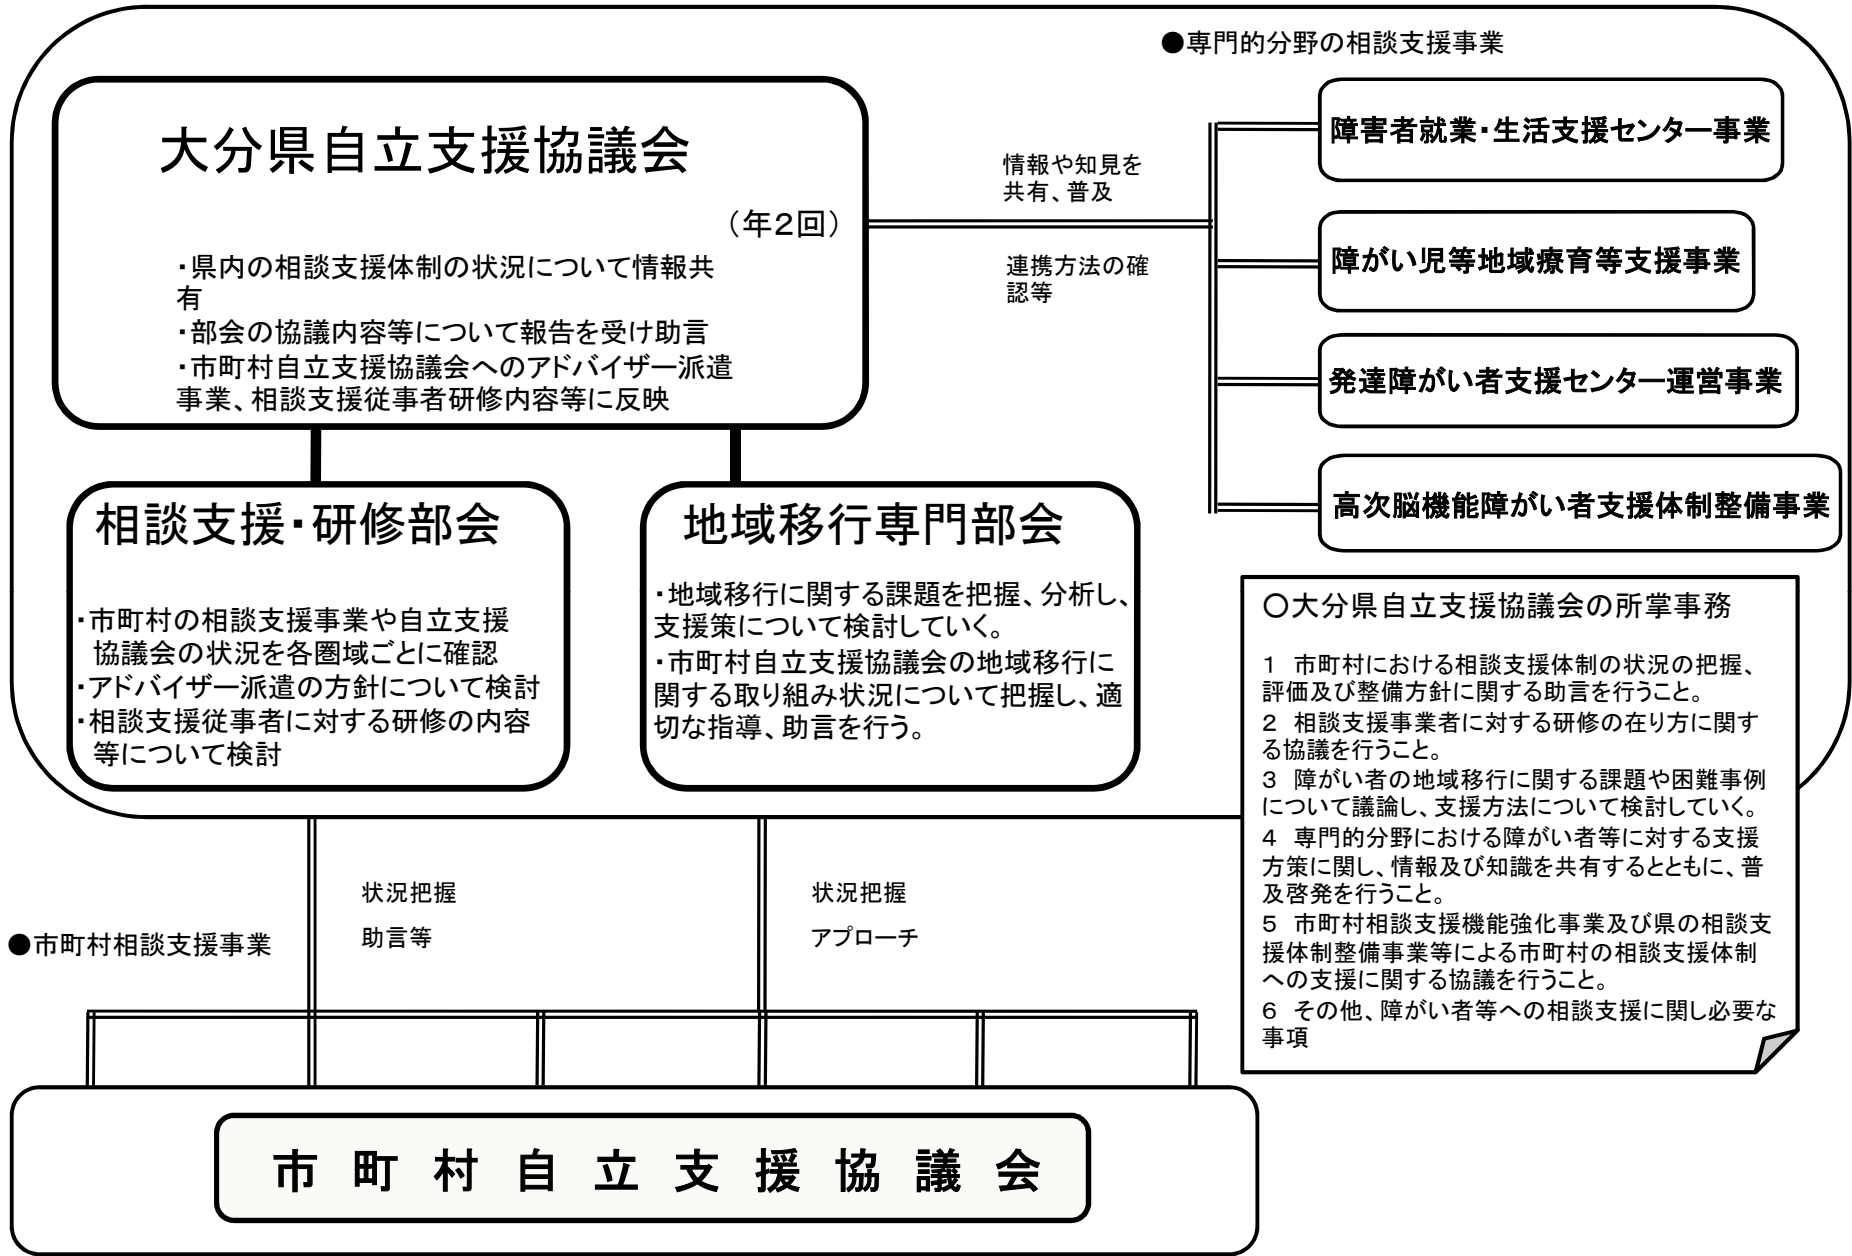 ●専門的分野の相談支援事業
大分県自立支援協議会
（年２回）
・県内の相談支援体制の状況について情報共
有
・部会の協議内容等について報告を受け助言
・市町村自立支援協議会へのアドバイザー派遣
事業、相談支援従事者研修内容等に反映
情報や知見を
共有、普及
連携方法の確
認等
障害者就業・生活支援センター事業
障がい児等地域療育等支援事業
発達障がい者支援センター運営事業
高次脳機能障がい者支援体制整備事業
相談支援・研修部会
・市町村の相談支援事業や自立支援
協議会の状況を各圏域ごとに確認
・アドバイザー派遣の方針について検討
・相談支援従事者に対する研修の内容
等について検討
地域移行専門部会
・地域移行に関する課題を把握、分析し、
支援策について検討していく。
・市町村自立支援協議会の地域移行に
関する取り組み状況について把握し、適
切な指導、助言を行う。
○大分県自立支援協議会の所掌事務
１　市町村における相談支援体制の状況の把握、
評価及び整備方針に関する助言を行うこと。
２　相談支援事業者に対する研修の在り方に関す
る協議を行うこと。
３　障がい者の地域移行に関する課題や困難事例
について議論し、支援方法について検討していく。
４　専門的分野における障がい者等に対する支援
方策に関し、情報及び知識を共有するとともに、普
及啓発を行うこと。
５　市町村相談支援機能強化事業及び県の相談支
援体制整備事業等による市町村の相談支援体制
への支援に関する協議を行うこと。
６　その他、障がい者等への相談支援に関し必要な
事項
状況把握
助言等
状況把握
アプローチ
●市町村相談支援事業
市町村自立支援協議会